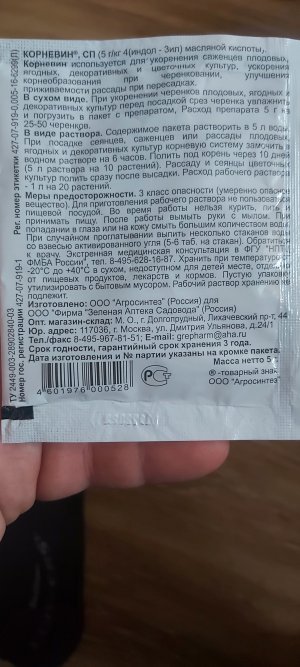 КОРНЕВИН®, СП (5 г/кг 4(индол - 3ил) масляной кислоты).
Корневин используется для укоренения саженцев плодовых,
ягодных, декоративных и цветочных культур, ускорения
корнеобразования при черенковании, улучшения
приживаемости рассады при пересадках.
В сухом виде. При укоренении черенков плодовых, ягодных и
декоративных культур перед посадкой срез черенка увлажнить
и погрузить в пакет с препаратом. Расход препарата 5 г на
25-50 черенков.
В виде раствора. Содержимое пакета растворить в 5 л воды.
При посадке сеянцев, саженцев или рассады плодовых,
ягодных и декоративных культур корневую систему замочить в
водном растворе на 6 часов. Полить под корень через 10 дней
(5 л раствора на 10 растений). Рассаду и сеянцы цветочных
культур полить сразу после высадки. Расход рабочего раствора
- 1 л на 20 растений.
Меры предосторожности. 3 класс опасности (умеренно опасное
вещество). Для приготовления рабочего раствора не пользоваться
пищевой посудой. Во время работы нельзя курить, пить и
принимать пищу. После работы вымыть руки с мылом. При
попадании в глаза или на кожу смыть большим количеством воды.
При случайном проглатывании выпить несколько стаканов воды
со взвесью активированного угля (5-6 таб. на стакан). Обратиться
к врачу. Экстренная медицинская консультация в ФГУ "НПТЦ
ФМБА России", тел. 8-495-628-16-87. Хранить при температуре от
-20°С до +40°С в сухом, недоступном для детей месте, отдельно
от пищевых продуктов, лекарств и кормов. Пустую упаковку
утилизировать с бытовым мусором. Рабочий раствор хранению не
подлежит.
Изготовлено: ООО "Агросинтез" (Россия) для
ООО "Фирма "Зеленая Аптека Садовода" (Россия)
Опт. магазин-склад: М. О., г. Долгопрудный, Лихачевский пр-т, 44
Юр. адрес: 117036, г. Москва, ул. Дмитрия Ульянова, д.24/1
Тел./факс 8-495-967-81-51; E-mail: grepharm@aha.ru
Срок годности, гарантийный срок хранения 3 года.
Дата изготовления и № партии указаны на кромке пакета.
Масса нетто 5 г
4 601976 000528
РСТ
® -товарный знак
ООО "Агросинтез"
Рег. номер этикетки 427-07-919-0,005-16-6299(Л)
Номер гос. регистрации 427-07-919-1
ТУ 2449-003-28902840-03